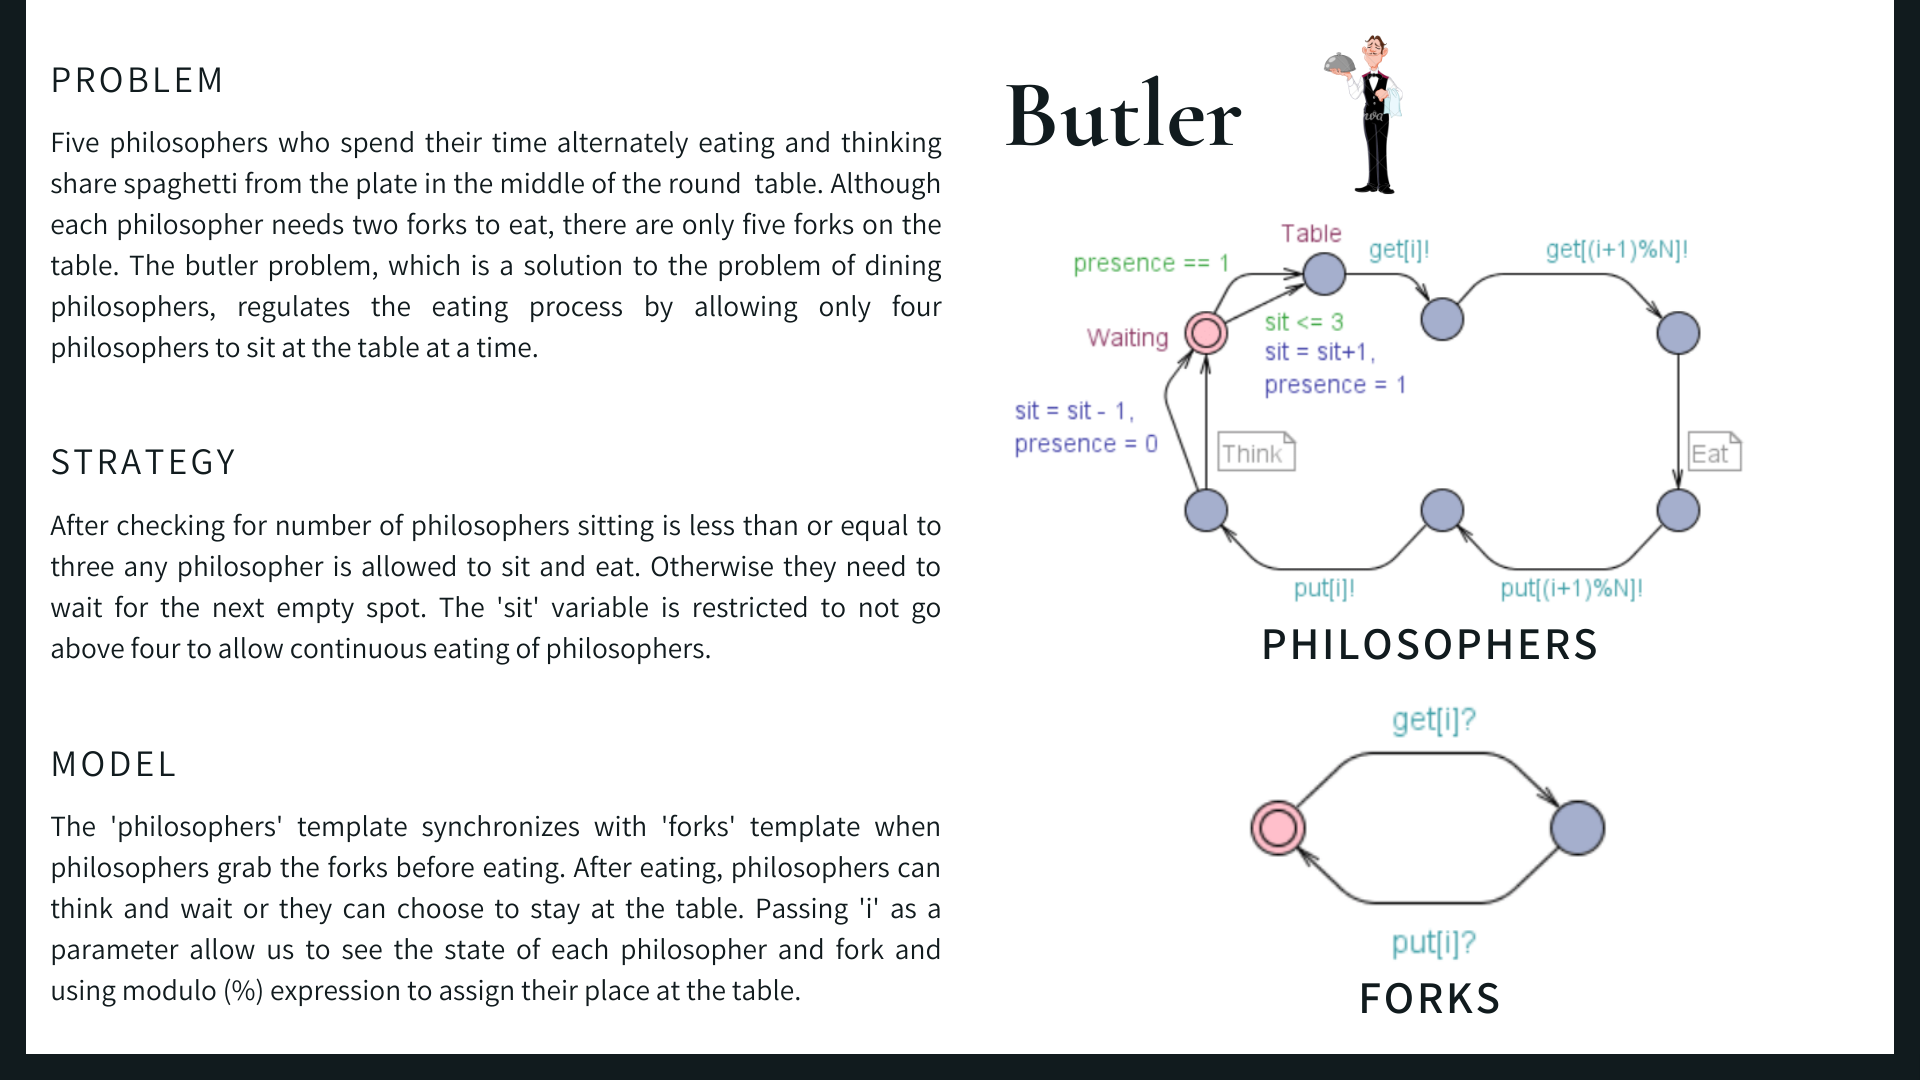 PROBLEM
Five philosophers who spend their time alternately eating and thinking
share spaghetti from the plate in the middle of the round table. Although
each philosopher needs two forks to eat, there are only five forks on the
table. The butler problem, which is a solution to the problem of dining
philosophers, regulates the eating process by allowing only four
philosophers to sit at the table at a time.
STRATEGY
After checking for number of philosophers sitting is less than or equal to
three any philosopher is allowed to sit and eat. Otherwise they need to
wait for the next empty spot. The 'sit' variable is restricted to not go
above four to allow continuous eating of philosophers.
MODEL
The 'philosophers' template synchronizes with 'forks' template when
philosophers grab the forks before eating. After eating, philosophers can
think and wait or they can choose to stay at the table. Passing 'i' as a
parameter allow us to see the state of each philosopher and fork and
using modulo (%) expression to assign their place at the table.
Butler
Table
get[i]!
get[(i+1)%N]!
presence == 1
Waiting
sit <= 3
sit = sit+1,
presence = 1
sit = sit - 1,
presence = 0
Think
Eat
put[i]!
put[(i+1)%N]!
PHILOSOPHERS
get[i]?
put[i]?
FORKS